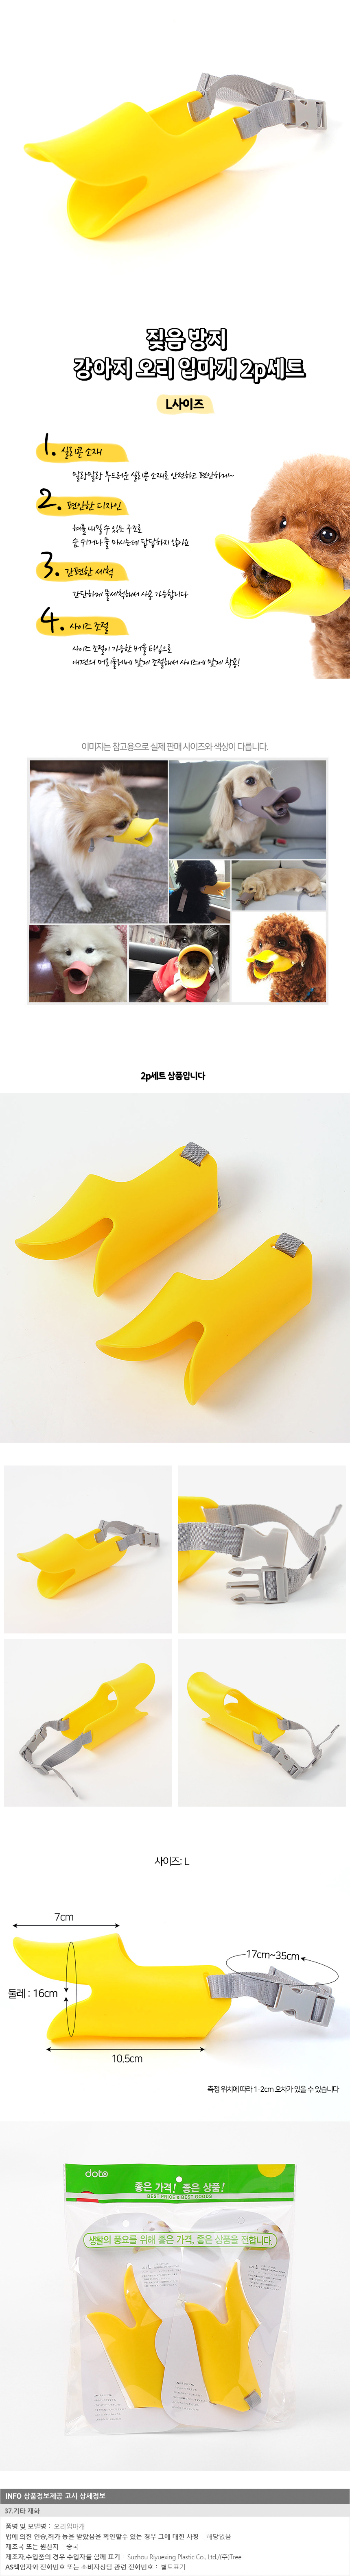 짖음 방지
강아지 오리 입마개 2p세트
L사이즈
1. 실리콘 소재
말랑말랑 부드러운 실리콘 소재로 안전하고 편안하게~
2. 편안한 디자인
혀를 내밀 수 있는 구조로
숨 쉬거나 물 마시는데 답답하지 않아요
3. 간편한 세척
간단하게 물세척해서 사용 가능합니다
4. 사이즈 조절
사이즈 조절이 가능한 버클 타입으로
애견의 머리둘레에 맞게 조절해서 사이즈에 맞게 착용!
이미지는 참고용으로 실제 판매 사이즈와 색상이 다릅니다.
2p세트 상품입니다
사이즈: L
7cm
17cm~35cm
둘레 : 16cm
10.5cm
측정 위치에 따라 1-2cm 오차가 있을 수 있습니다
doto
좋은 가격! 좋은 상품!
BEST PRICE & BEST GOODS
생활의 풍요를 위해 좋은 가격, 좋은 상품을 전합니다.
INFO 상품정보제공 고시 상세정보
37.기타 재화
품명 및 모델명 : 오리입마개
법에 의한 인증,허가 등을 받았음을 확인할수 있는 경우 그에 대한 사항 : 해당없음
제조국 또는 원산지 : 중국
제조자,수입품의 경우 수입자를 함께 표기 : Suzhou Riyuexing Plastic Co., Ltd./(주)Tree
AS책임자와 전화번호 또는 소비자상담 관련 전화번호 : 별도표기